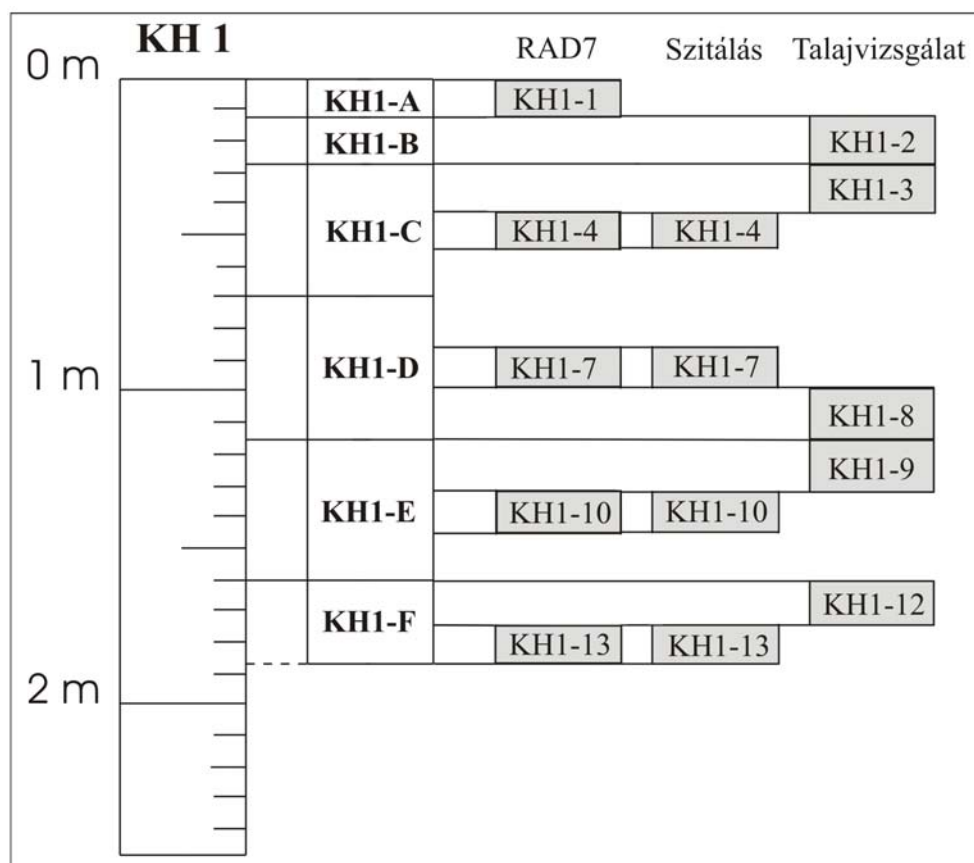 KH 1
RAD7 Szitálás Talajvizsgálat
0 m
KH1-A KH1-1
KH1-B KH1-2
KH1-3
KH1-C KH1-4 KH1-4
KH1-D KH1-7 KH1-7
1 m
KH1-8
KH1-9
KH1-E KH1-10 KH1-10
KH1-12
KH1-F
KH1-13 KH1-13
2 m